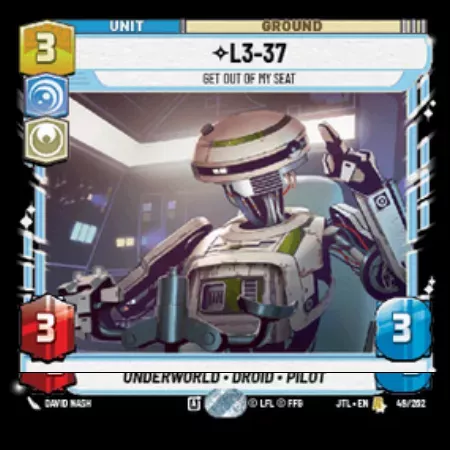 UNIT GROUND
3
✧L3-37
GET OUT OF MY SEAT
3 3
UNDERWORLD • DROID • PILOT
DAVID NASH A © LFL © FFG JTL • EN 49/262